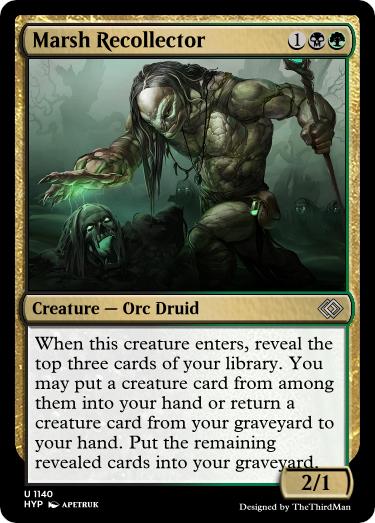 Marsh Recollector 1
Creature — Orc Druid
When this creature enters, reveal the
top three cards of your library. You
may put a creature card from among
them into your hand or return a
creature card from your graveyard to
your hand. Put the remaining
revealed cards into your graveyard.
2/1
U 1140
HYP APETRUK Designed by TheThirdMan